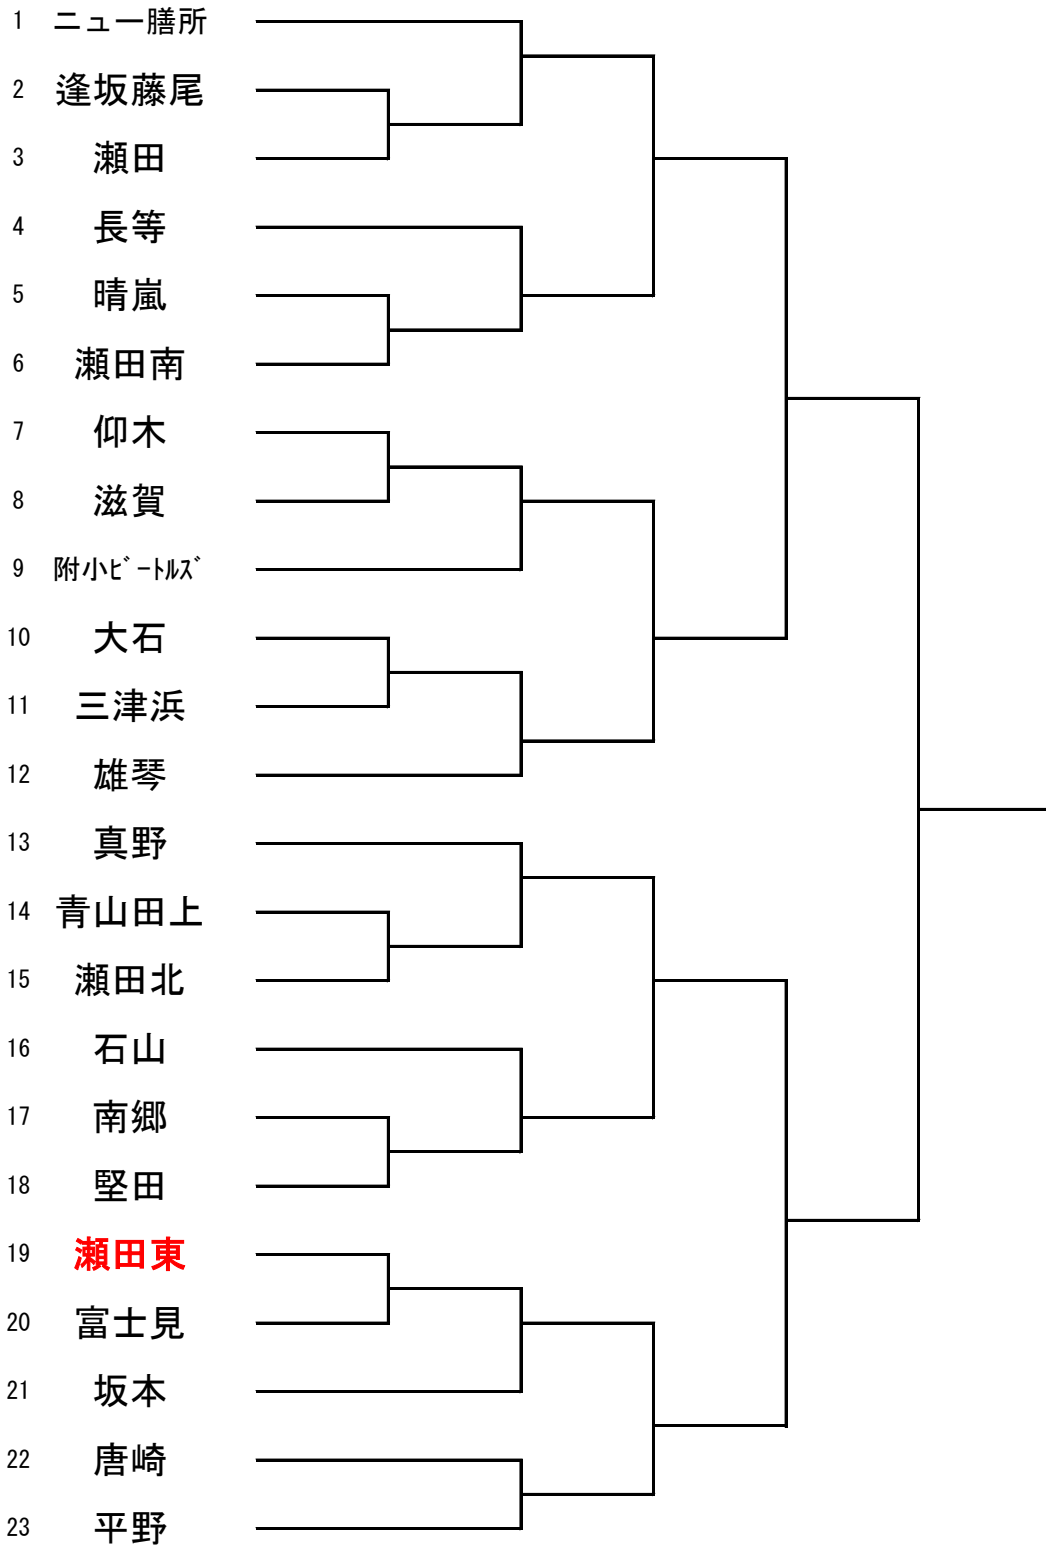 1 ニュー膳所
2 逢坂藤尾
3 瀬田
4 長等
5 晴嵐
6 瀬田南
7 仰木
8 滋賀
9 附小ﾋﾞｰﾄﾙｽﾞ
10 大石
11 三津浜
12 雄琴
13 真野
14 青山田上
15 瀬田北
16 石山
17 南郷
18 堅田
19 瀬田東
20 富士見
21 坂本
22 唐崎
23 平野